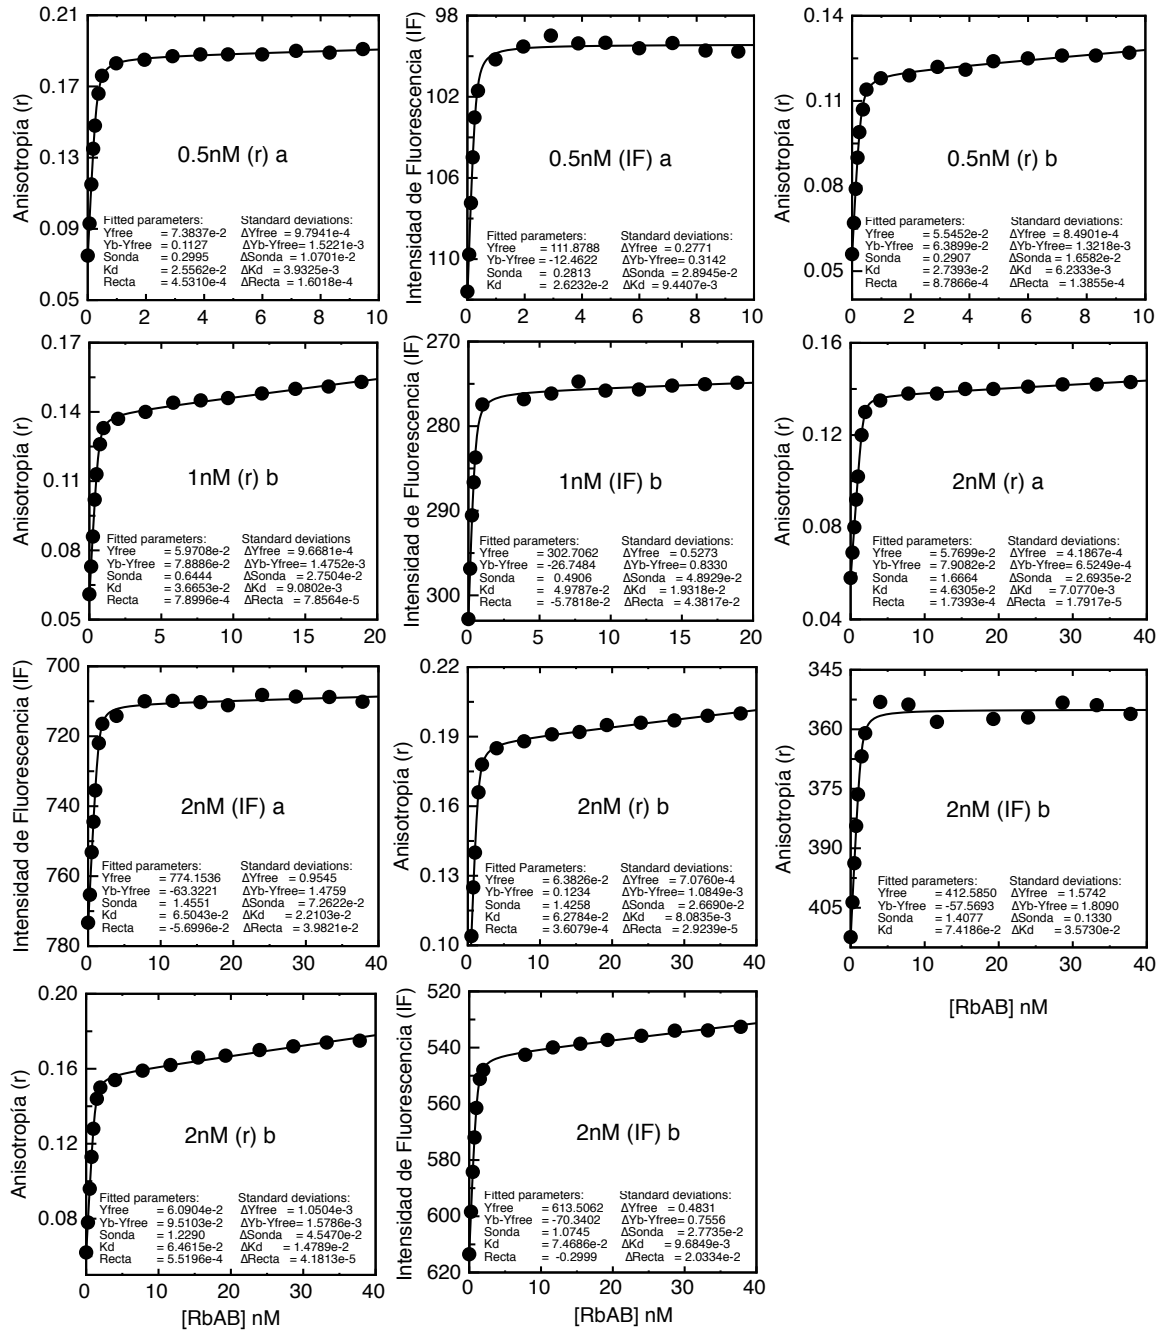 0.21
0.17
0.13
0.09
0.05
Anisotropía (r)
0.5nM (r) a
Fitted parameters: Standard deviations:
Yfree = 7.3837e-2 ΔYfree = 9.7941e-4
Yb-Yfree = 0.1127 ΔYb-Yfree= 1.5221e-3
Sonda = 0.2995 ΔSonda = 1.0701e-2
Kd = 2.5562e-2 ΔKd = 3.9325e-3
Recta = 4.5310e-4 ΔRecta = 1.6018e-4
0 2 4 6 8 10
98
102
106
110
Intensidad de Fluorescencia (IF)
0.5nM (IF) a
Fitted parameters: Standard deviations:
Yfree = 111.8788 ΔYfree = 0.2771
Yb-Yfree = -12.4622 ΔYb-Yfree= 0.3142
Sonda = 0.2813 ΔSonda = 2.8945e-2
Kd = 2.6232e-2 ΔKd = 9.4407e-3
0 2 4 6 8 10
0.14
0.11
0.08
0.05
Anisotropía (r)
0.5nM (r) b
Fitted parameters: Standard deviations:
Yfree = 5.5452e-2 ΔYfree = 8.4901e-4
Yb-Yfree = 6.3899e-2 ΔYb-Yfree= 1.3218e-3
Sonda = 0.2907 ΔSonda = 1.6582e-2
Kd = 2.7393e-2 ΔKd = 6.2333e-3
Recta = 8.7866e-4 ΔRecta = 1.3855e-4
0 2 4 6 8 10
0.17
0.14
0.11
0.08
0.05
Anisotropía (r)
1nM (r) b
Fitted parameters: Standard deviations
Yfree = 5.9708e-2 ΔYfree = 9.6681e-4
Yb-Yfree = 7.8886e-2 ΔYb-Yfree= 1.4752e-3
Sonda = 0.6444 ΔSonda = 2.7504e-2
Kd = 3.6653e-2 ΔKd = 9.0802e-3
Recta = 7.8996e-4 ΔRecta = 7.8564e-5
0 5 10 15 20
270
280
290
300
Intensidad de Fluorescencia (IF)
1nM (IF) b
Fitted parameters: Standard deviations:
Yfree = 302.7062 ΔYfree = 0.5273
Yb-Yfree = -26.7484 ΔYb-Yfree= 0.8330
Sonda = 0.4906 ΔSonda = 4.8929e-2
Kd = 4.9787e-2 ΔKd = 1.9318e-2
Recta = -5.7818e-2 ΔRecta = 4.3817e-2
0 5 10 15 20
0.16
0.12
0.08
0.04
Anisotropía (r)
2nM (r) a
Fitted parameters: Standard deviations:
Yfree = 5.7699e-2 ΔYfree = 4.1867e-4
Yb-Yfree = 7.9082e-2 ΔYb-Yfree= 6.5249e-4
Sonda = 1.6664 ΔSonda = 2.6935e-2
Kd = 4.6305e-2 ΔKd = 7.0770e-3
Recta = 1.7393e-4 ΔRecta = 1.7917e-5
0 10 20 30 40
700
720
740
760
780
Intensidad de Fluorescencia (IF)
2nM (IF) a
Fitted parameters: Standard deviations:
Yfree = 774.1536 ΔYfree = 0.9545
Yb-Yfree = -63.3221 ΔYb-Yfree= 1.4759
Sonda = 1.4551 ΔSonda = 7.2622e-2
Kd = 6.5043e-2 ΔKd = 2.2103e-2
Recta = -5.6996e-2 ΔRecta = 3.9821e-2
0 10 20 30 40
0.22
0.19
0.16
0.13
0.10
Anisotropía (r)
2nM (r) b
Fitted Parameters: Standard deviations:
Yfree = 6.3826e-2 ΔYfree = 7.0760e-4
Yb-Yfree = 0.1234 ΔYb-Yfree= 1.0849e-3
Sonda = 1.4258 ΔSonda = 2.6690e-2
Kd = 6.2784e-2 ΔKd = 8.0835e-3
Recta = 3.6079e-4 ΔRecta = 2.9239e-5
0 10 20 30 40
345
360
375
390
405
Anisotropía (r)
2nM (IF) b
Fitted parameters: Standard deviations:
Yfree = 412.5850 ΔYfree = 1.5742
Yb-Yfree = -57.5693 ΔYb-Yfree= 1.8090
Sonda = 1.4077 ΔSonda = 0.1330
Kd = 7.4186e-2 ΔKd = 3.5730e-2
0 10 20 30 40
[RbAB] nM
0.20
0.16
0.12
0.08
Anisotropía (r)
2nM (r) b
Fitted parameters: Standard deviations:
Yfree = 6.0904e-2 ΔYfree = 1.0504e-3
Yb-Yfree = 9.5103e-2 ΔYb-Yfree= 1.5786e-3
Sonda = 1.2290 ΔSonda = 4.5470e-2
Kd = 6.4615e-2 ΔKd = 1.4789e-2
Recta = 5.5196e-4 ΔRecta = 4.1813e-5
0 10 20 30 40
[RbAB] nM
520
540
560
580
600
620
Intensidad de Fluorescencia (IF)
2nM (IF) b
Fitted parameters: Standard deviations:
Yfree = 613.5062 ΔYfree = 0.4831
Yb-Yfree = -70.3402 ΔYb-Yfree= 0.7556
Sonda = 1.0745 ΔSonda = 2.7735e-2
Kd = 7.4686e-2 ΔKd = 9.6849e-3
Recta = -0.2999 ΔRecta = 2.0334e-2
0 10 20 30 40
[RbAB] nM